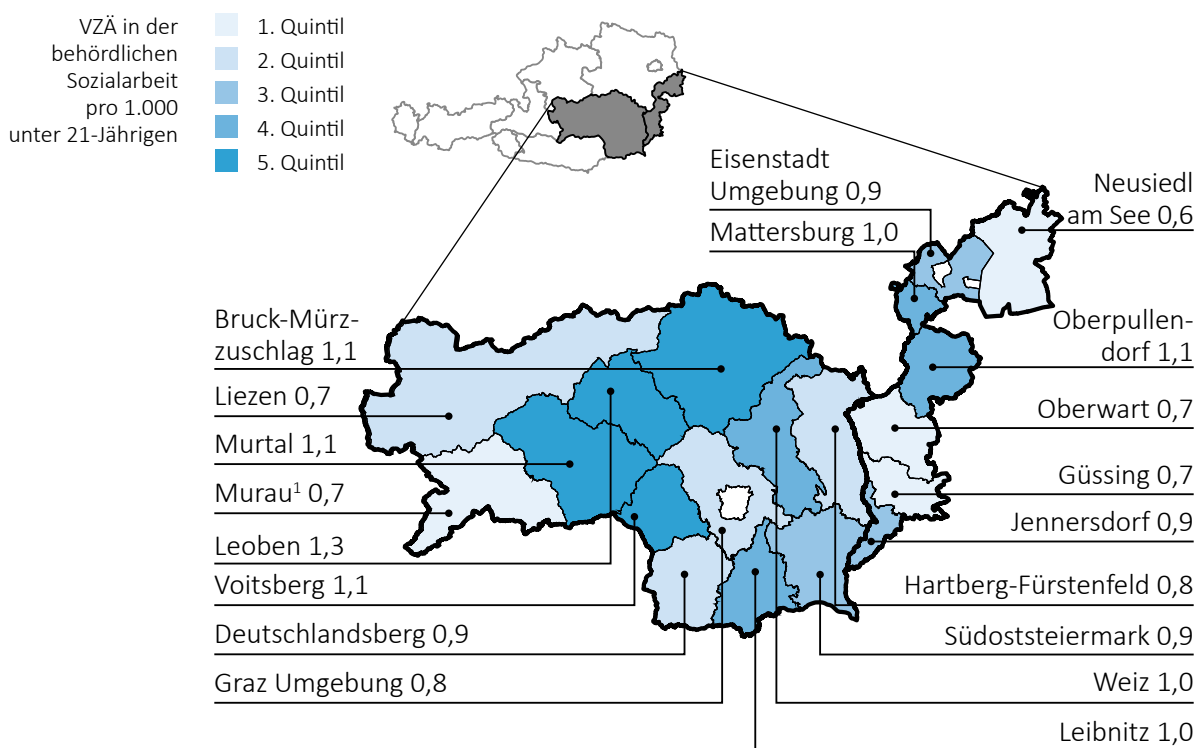 VZÄ in der
behördlichen
Sozialarbeit
pro 1.000
unter 21-Jährigen
1. Quintil
2. Quintil
3. Quintil
4. Quintil
5. Quintil
Eisenstadt
Umgebung 0,9
Mattersburg 1,0
Neusiedl
am See 0,6
Bruck-Mürz-
zuschlag 1,1
Liezen 0,7
Murtal 1,1
Murau¹ 0,7
Leoben 1,3
Voitsberg 1,1
Deutschlandsberg 0,9
Graz Umgebung 0,8
Oberpullen-
dorf 1,1
Oberwart 0,7
Güssing 0,7
Jennersdorf 0,9
Hartberg-Fürstenfeld 0,8
Südoststeiermark 0,9
Weiz 1,0
Leibnitz 1,0